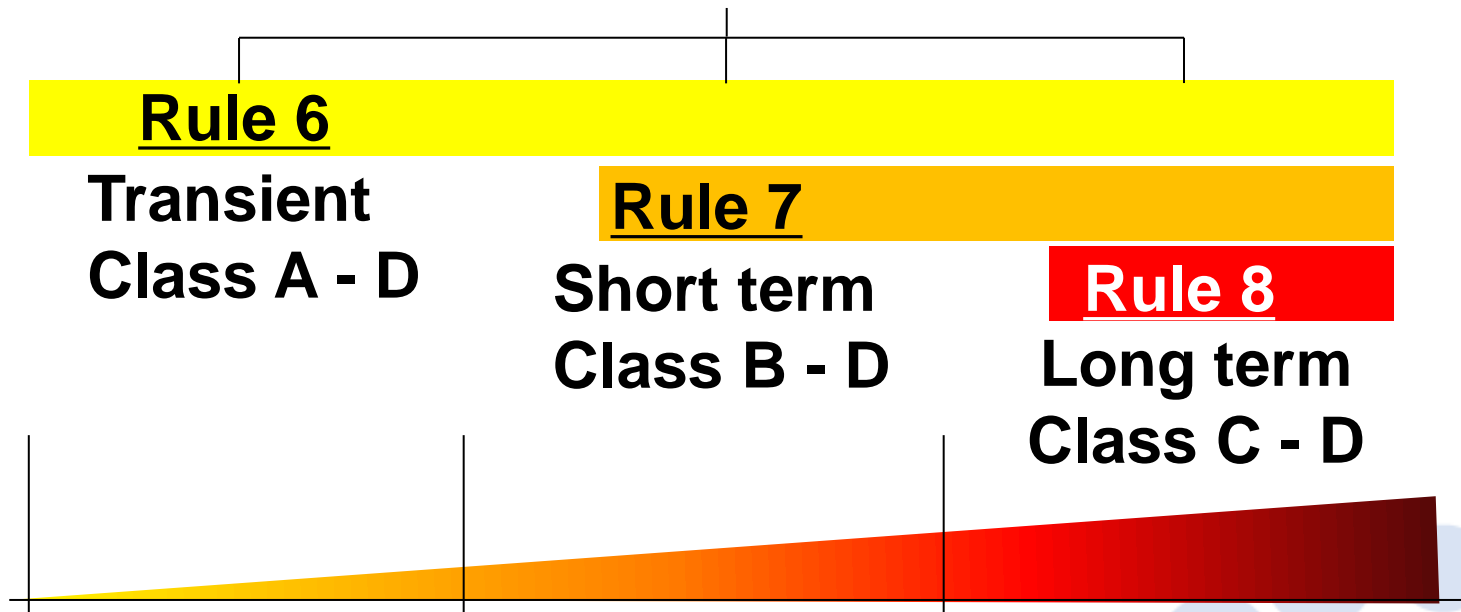 Rule 6
Transient
Class A - D
Rule 7
Short term
Class B - D
Rule 8
Long term
Class C - D